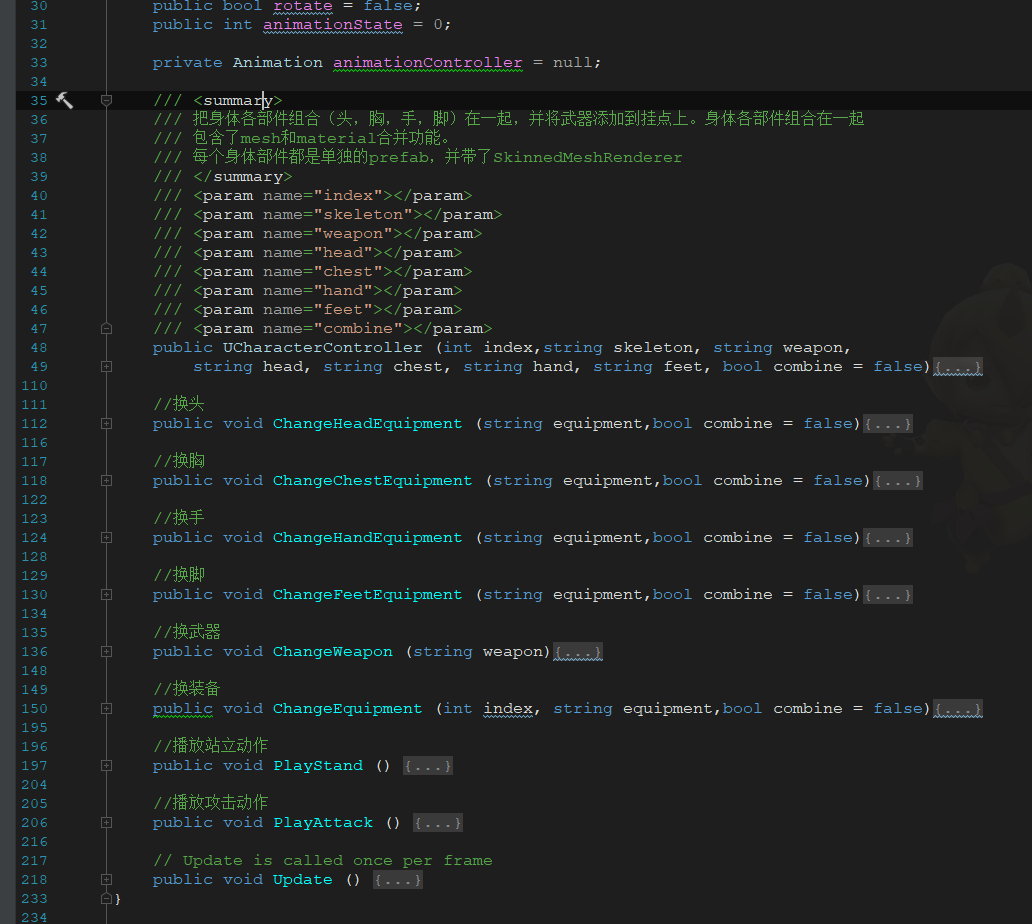 30 public bool rotate = false;
31 public int animationState = 0;
32
33 private Animation animationController = null;
34
35 /// <summary>
36 /// 把身体各部件组合（头，胸，手，脚）在一起，并将武器添加到挂点上。身体各部件组合在一起
37 /// 包含了mesh和material合并功能。
38 /// 每个身体部件都是单独的prefab，并带了SkinnedMeshRenderer
39 /// </summary>
40 /// <param name="index"></param>
41 /// <param name="skeleton"></param>
42 /// <param name="weapon"></param>
43 /// <param name="head"></param>
44 /// <param name="chest"></param>
45 /// <param name="hand"></param>
46 /// <param name="feet"></param>
47 /// <param name="combine"></param>
48 public UCharacterController (int index,string skeleton, string weapon,
49 string head, string chest, string hand, string feet, bool combine = false){...}
110
111 //换头
112 public void ChangeHeadEquipment (string equipment,bool combine = false){...}
116
117 //换胸
118 public void ChangeChestEquipment (string equipment,bool combine = false){...}
122
123 //换手
124 public void ChangeHandEquipment (string equipment,bool combine = false){...}
128
129 //换脚
130 public void ChangeFeetEquipment (string equipment,bool combine = false){...}
134
135 //换武器
136 public void ChangeWeapon (string weapon){...}
148
149 //换装备
150 public void ChangeEquipment (int index, string equipment,bool combine = false){...}
195
196 //播放站立动作
197 public void PlayStand () {...}
204
205 //播放攻击动作
206 public void PlayAttack () {...}
216
217 // Update is called once per frame
218 public void Update () {...}
233 }
234